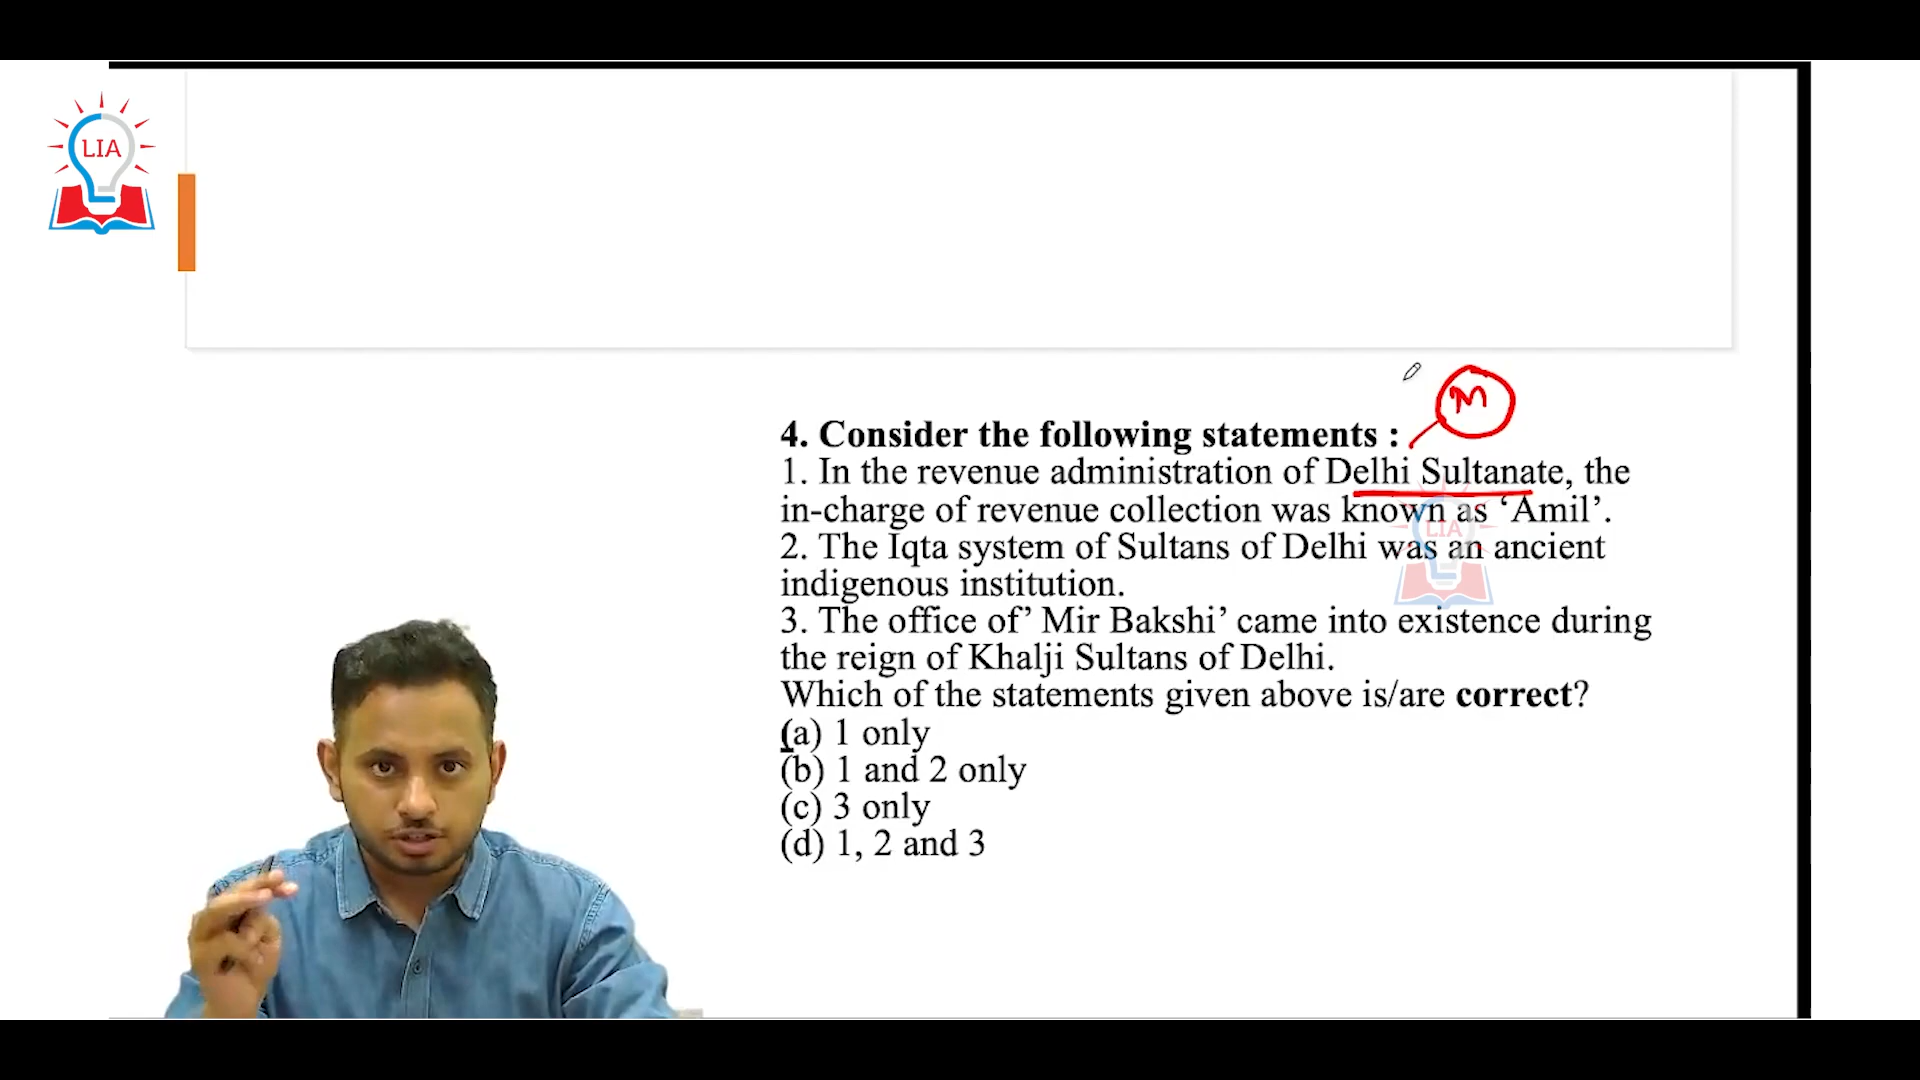 LIA
M
4. Consider the following statements :
1. In the revenue administration of Delhi Sultanate, the
in-charge of revenue collection was known as ‘Amil’.
LIA
2. The Iqta system of Sultans of Delhi was an ancient
indigenous institution.
3. The office of’ Mir Bakshi’ came into existence during
the reign of Khalji Sultans of Delhi.
Which of the statements given above is/are correct?
(a) 1 only
(b) 1 and 2 only
(c) 3 only
(d) 1, 2 and 3